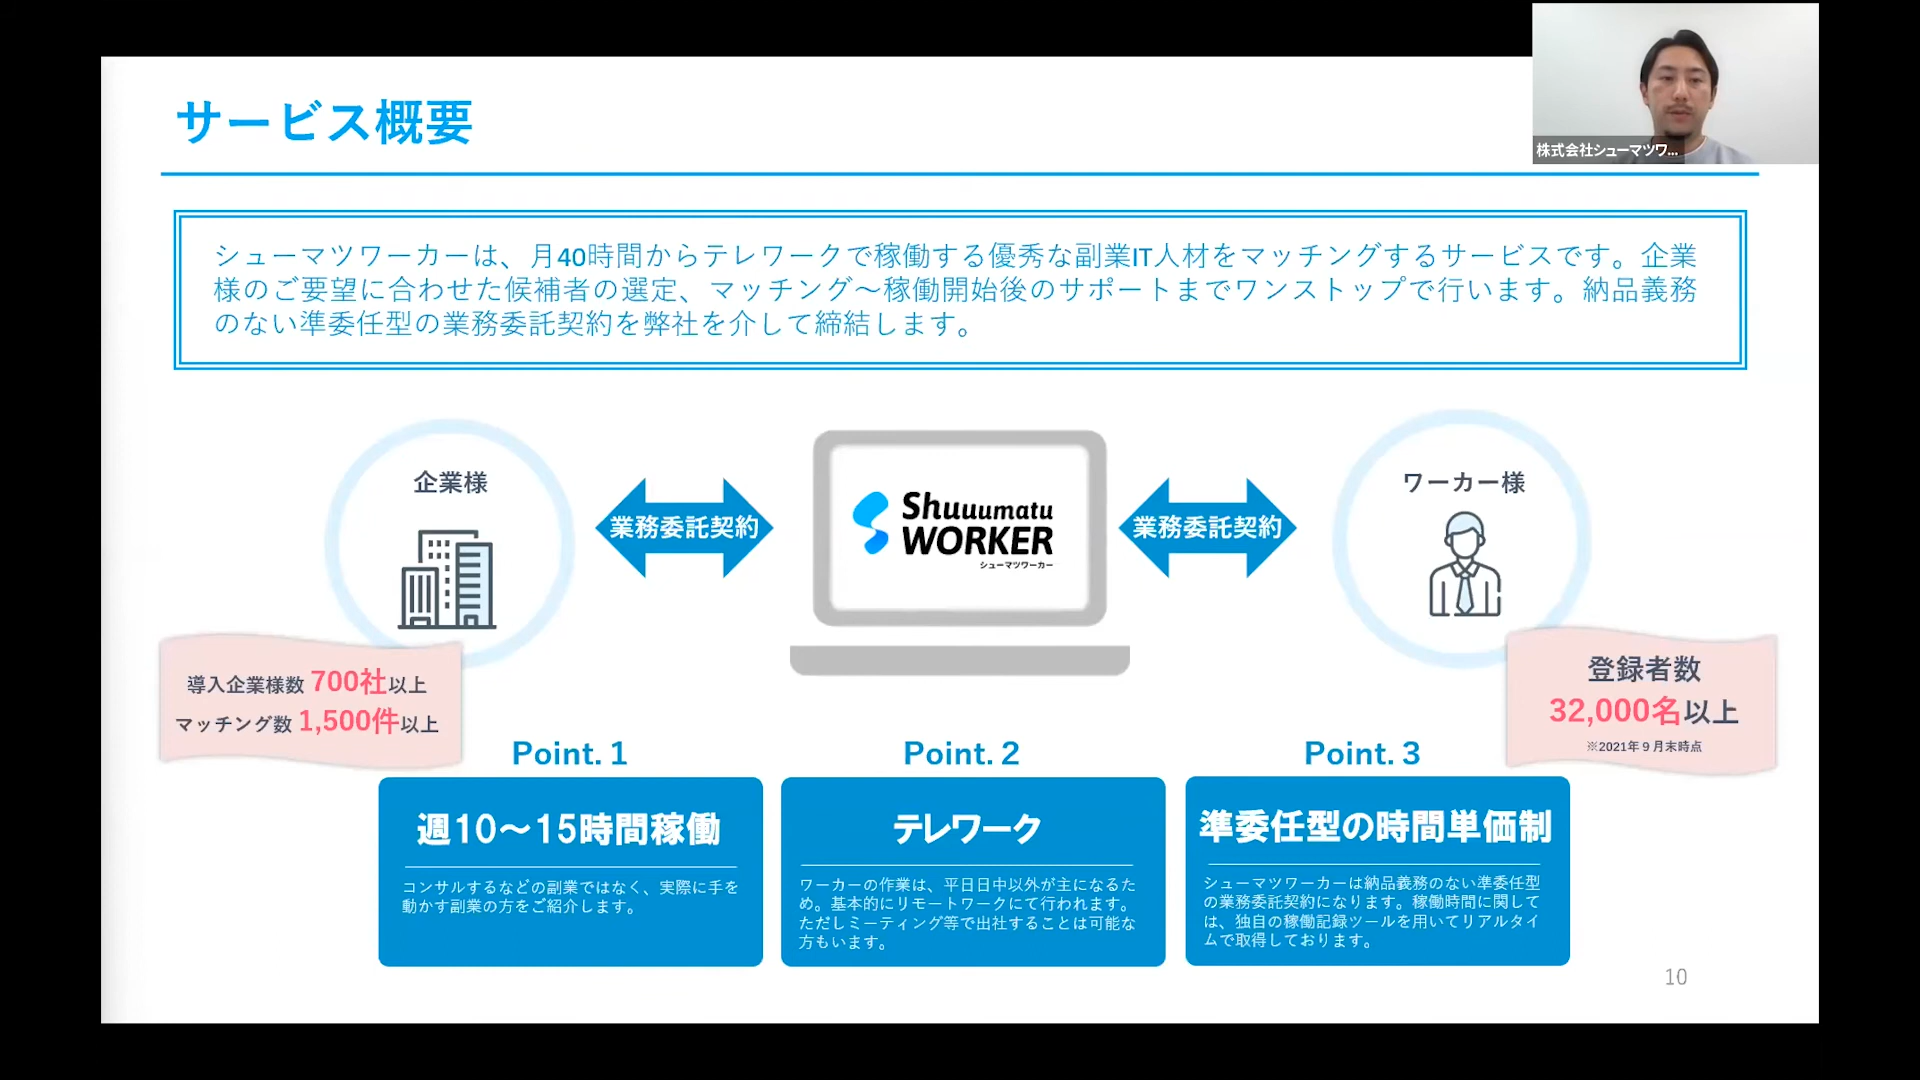 サービス概要
株式会社シューマツワ...
シューマツワーカーは、月40時間からテレワークで稼働する優秀な副業IT人材をマッチングするサービスです。企業
様のご要望に合わせた候補者の選定、マッチング～稼働開始後のサポートまでワンストップで行います。納品義務
のない準委任型の業務委託契約を弊社を介して締結します。
企業様
業務委託契約
Shuuumatu
WORKER
シューマツワーカー
業務委託契約
ワーカー様
導入企業様数 700社以上
マッチング数 1,500件以上
登録者数
32,000名以上
※2021年9月末時点
Point. 1
週10～15時間稼働
コンサルするなどの副業ではなく、実際に手を
動かす副業の方をご紹介します。
Point. 2
テレワーク
ワーカーの作業は、平日日中以外が主になるた
め。基本的にリモートワークにて行われます。
ただしミーティング等で出社することは可能な
方もいます。
Point. 3
準委任型の時間単価制
シューマツワーカーは納品義務のない準委任型
の業務委託契約になります。稼働時間に関して
は、独自の稼働記録ツールを用いてリアルタイ
ムで取得しております。
10